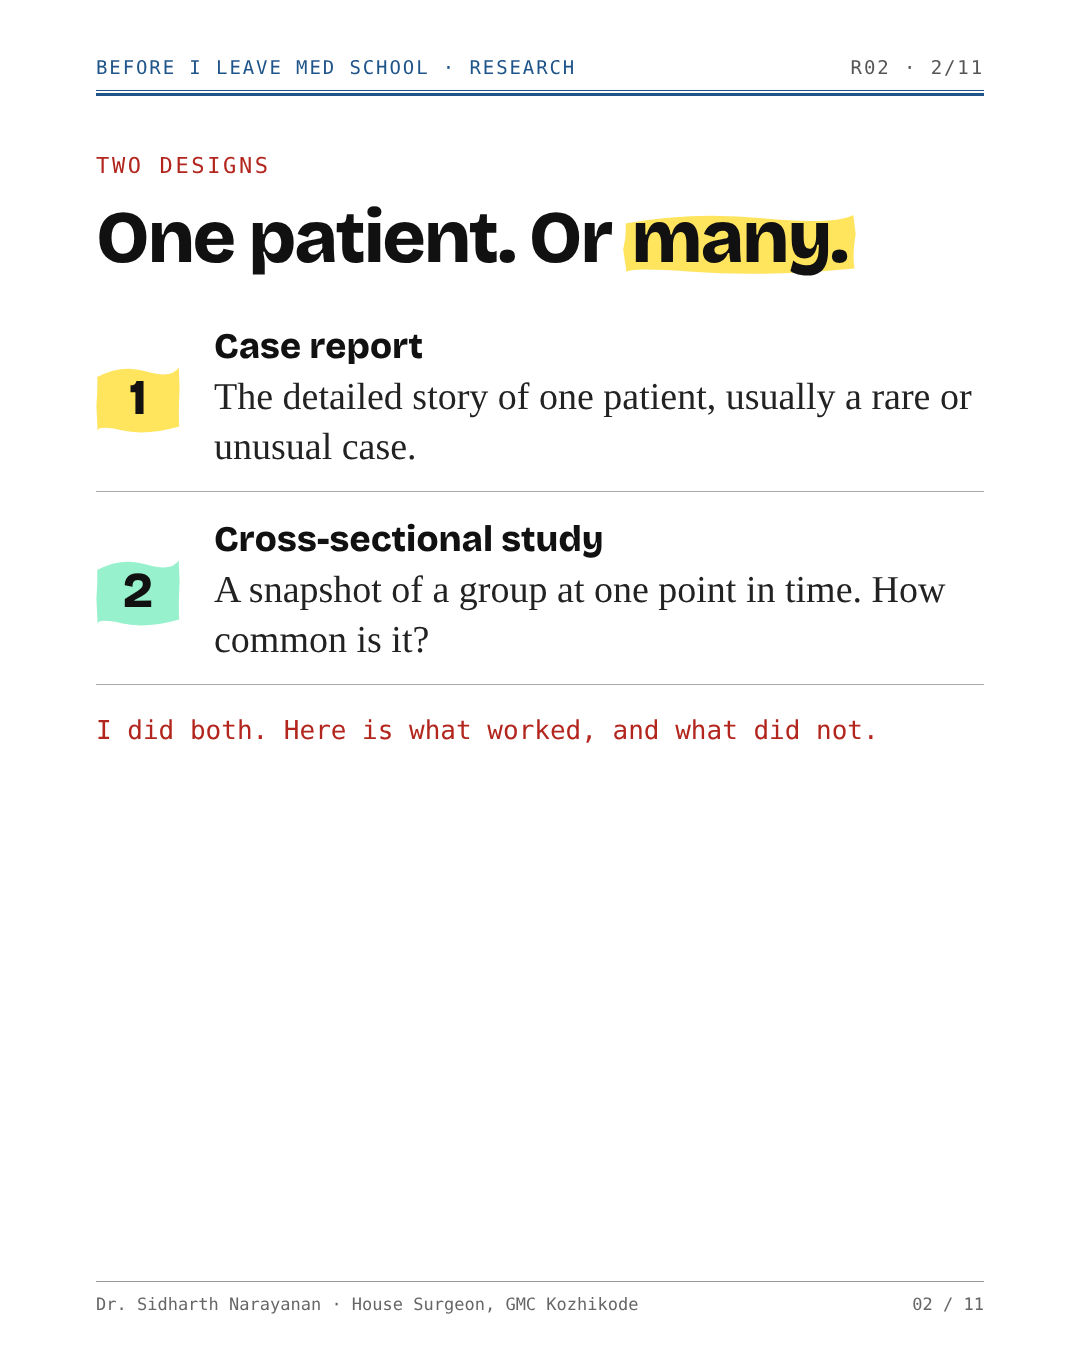 BEFORE I LEAVE MED SCHOOL · RESEARCH
R02 · 2/11
TWO DESIGNS
One patient. Or many.
1
Case report
The detailed story of one patient, usually a rare or
unusual case.
2
Cross-sectional study
A snapshot of a group at one point in time. How
common is it?
I did both. Here is what worked, and what did not.
Dr. Sidharth Narayanan · House Surgeon, GMC Kozhikode
02 / 11